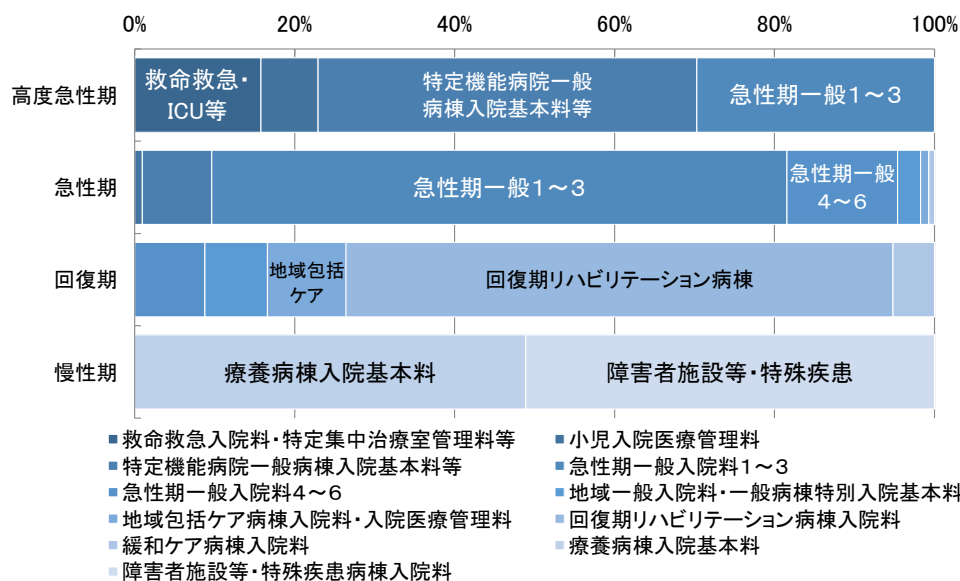 0% 20% 40% 60% 80% 100%
高度急性期
救命救急・
ICU等
特定機能病院一般
病棟入院基本料等
急性期一般１～３
急性期
急性期一般１～３
急性期一般
４～６
回復期
地域包括
ケア
回復期リハビリテーション病棟
慢性期
療養病棟入院基本料
障害者施設等・特殊疾患
救命救急入院料・特定集中治療室管理料等
小児入院医療管理料
特定機能病院一般病棟入院基本料等
急性期一般入院料１～３
急性期一般入院料４～６
地域一般入院料・一般病棟特別入院基本料
地域包括ケア病棟入院料・入院医療管理料
回復期リハビリテーション病棟入院料
緩和ケア病棟入院料
療養病棟入院基本料
障害者施設等・特殊疾患病棟入院料